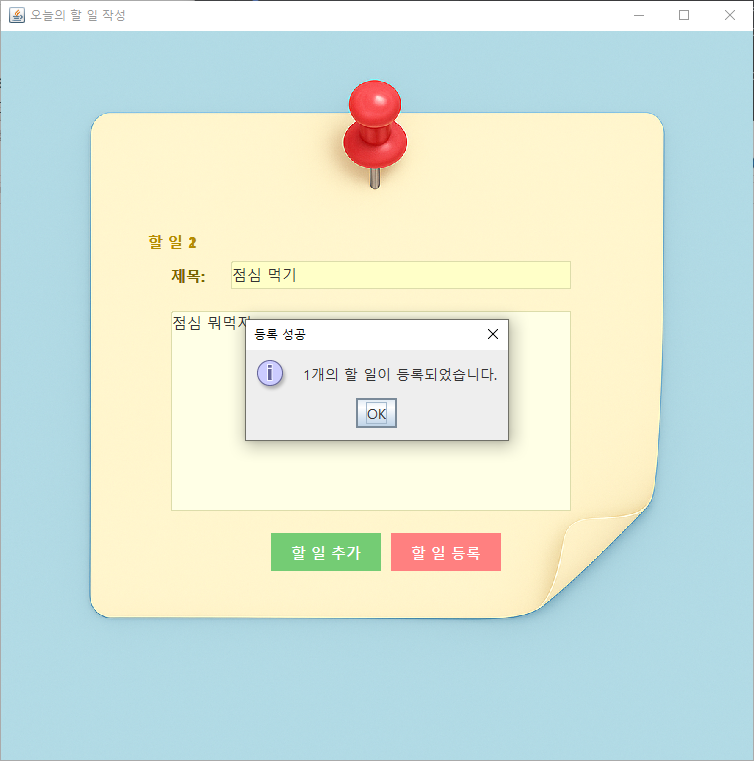 오늘의 할 일 작성
할 일 2
제목:
점심 먹기
점심 뭐먹지
등록 성공
1개의 할 일이 등록되었습니다.
OK
할 일 추가
할 일 등록